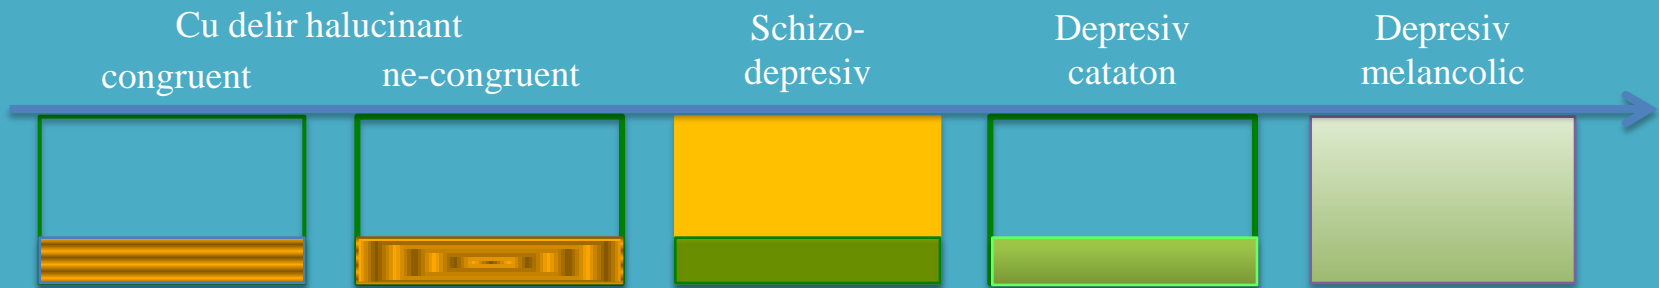 Cu delir halucinant
congruent
ne-congruent
Schizo-
depresiv
Depresiv
cataton
Depresiv
melancolic